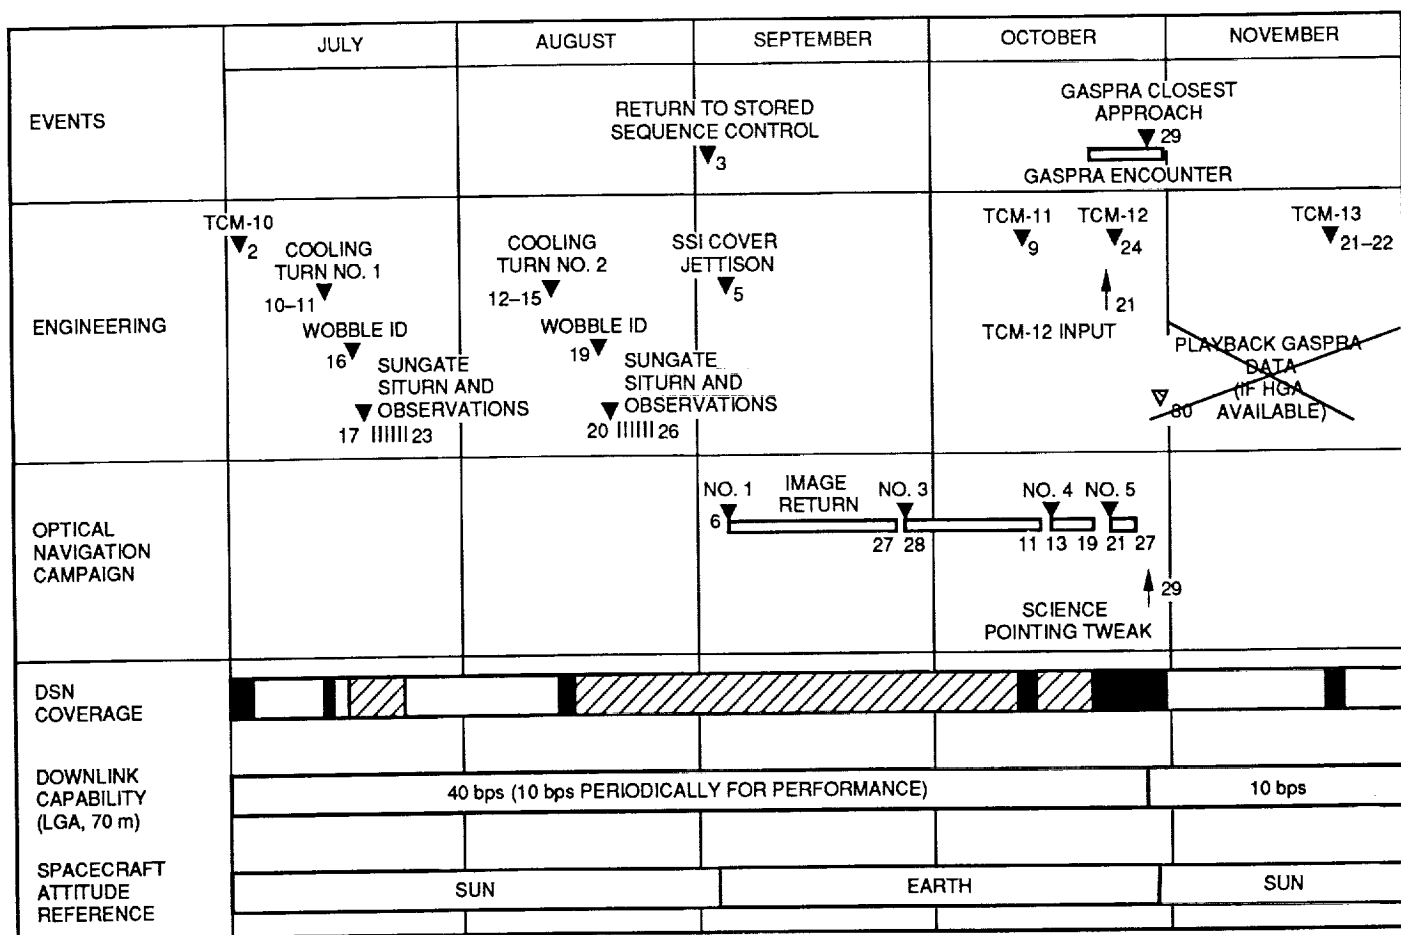 JULY
AUGUST
SEPTEMBER
OCTOBER
NOVEMBER
EVENTS
RETURN TO STORED
SEQUENCE CONTROL
3
GASPRA CLOSEST
APPROACH
29
GASPRA ENCOUNTER
ENGINEERING
TCM-10
2
COOLING
TURN NO. 1
10–11
WOBBLE ID
16
SUNGATE
SITURN AND
OBSERVATIONS
17
23
COOLING
TURN NO. 2
12–15
WOBBLE ID
19
SUNGATE
SITURN AND
OBSERVATIONS
20
26
SSI COVER
JETTISON
5
TCM-11
9
TCM-12
24
21
TCM-12 INPUT
TCM-13
21–22
PLAYBACK GASPRA
DATA
(IF HGA
AVAILABLE)
30
OPTICAL
NAVIGATION
CAMPAIGN
NO. 1
IMAGE
RETURN
NO. 3
NO. 4
NO. 5
6
27
28
11
13
19
21
27
29
SCIENCE
POINTING TWEAK
DSN
COVERAGE
DOWNLINK
CAPABILITY
(LGA, 70 m)
40 bps (10 bps PERIODICALLY FOR PERFORMANCE)
10 bps
SPACECRAFT
ATTITUDE
REFERENCE
SUN
EARTH
SUN